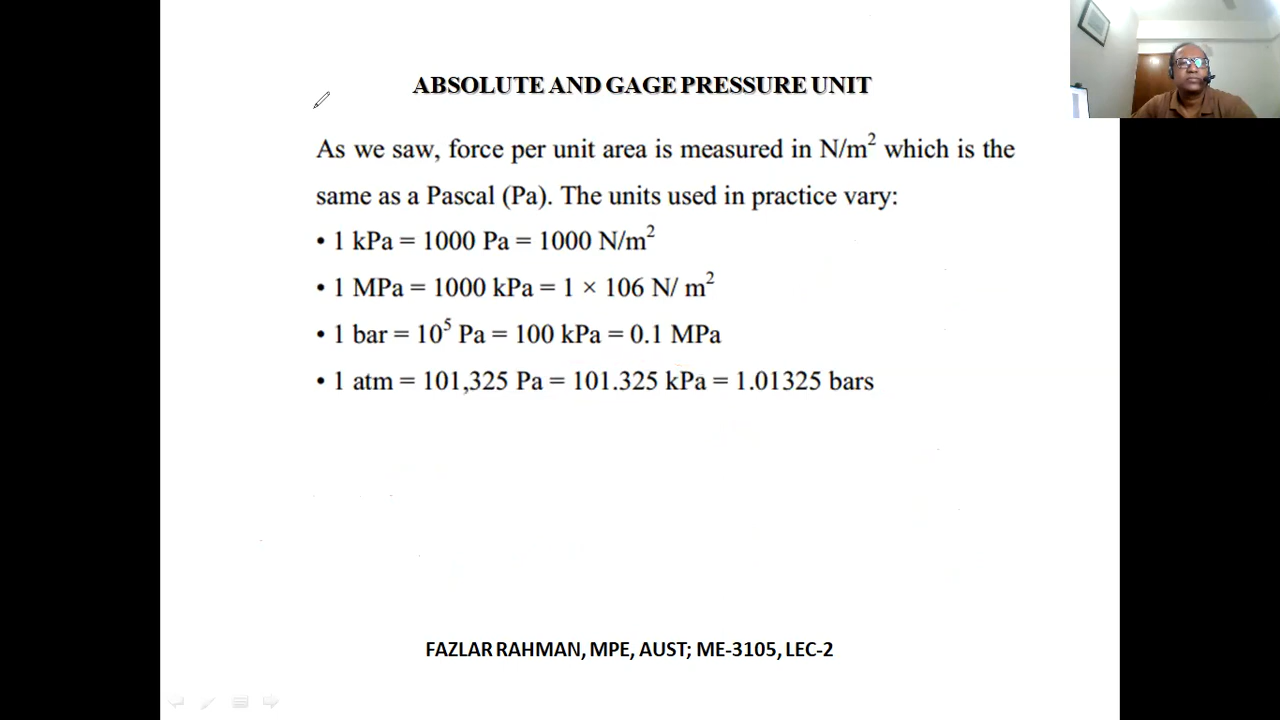 ABSOLUTE AND GAGE PRESSURE UNIT
As we saw, force per unit area is measured in N/m² which is the
same as a Pascal (Pa). The units used in practice vary:
• 1 kPa = 1000 Pa = 1000 N/m²
• 1 MPa = 1000 kPa = 1 × 106 N/ m²
• 1 bar = 10⁵ Pa = 100 kPa = 0.1 MPa
• 1 atm = 101,325 Pa = 101.325 kPa = 1.01325 bars
FAZLAR RAHMAN, MPE, AUST; ME-3105, LEC-2